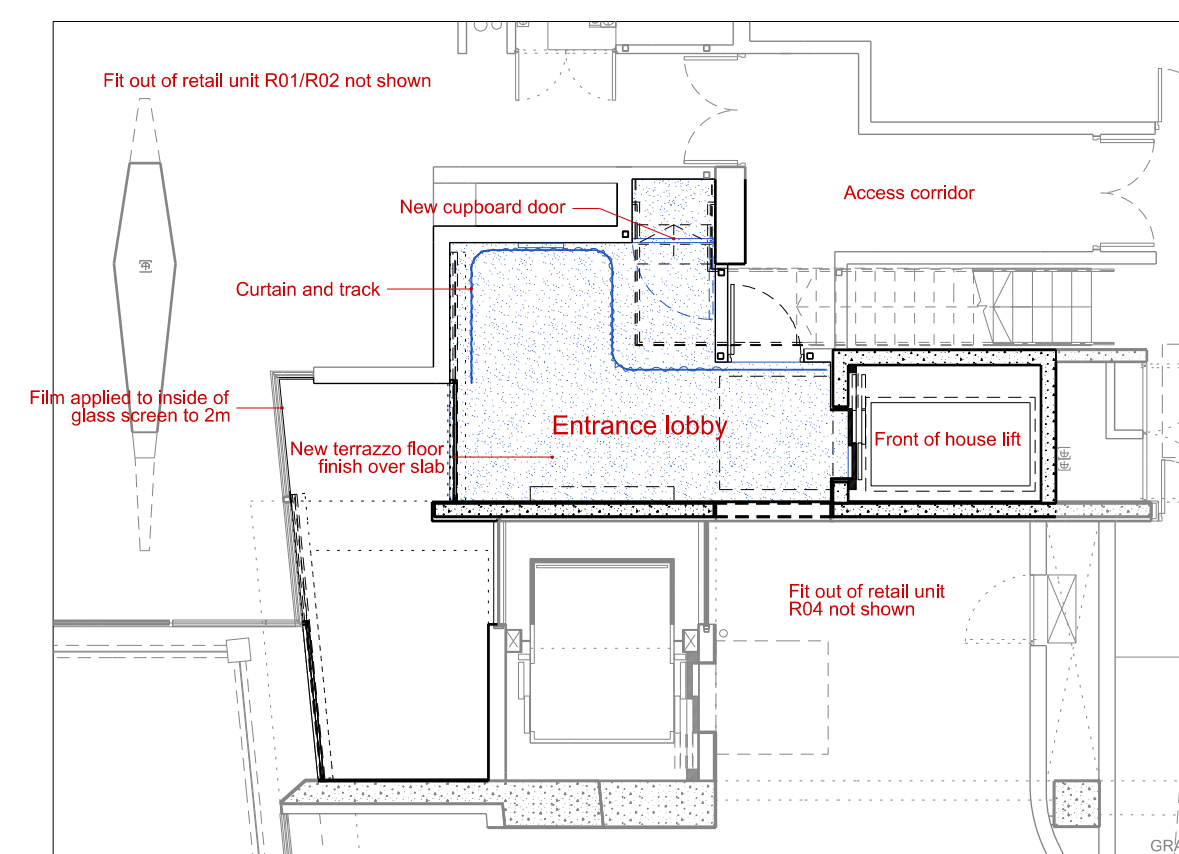 Fit out of retail unit R01/R02 not shown
Access corridor
New cupboard door
Curtain and track
Film applied to inside of
glass screen to 2m
Entrance lobby
New terrazzo floor
finish over slab
Front of house lift
Fit out of retail unit
R04 not shown